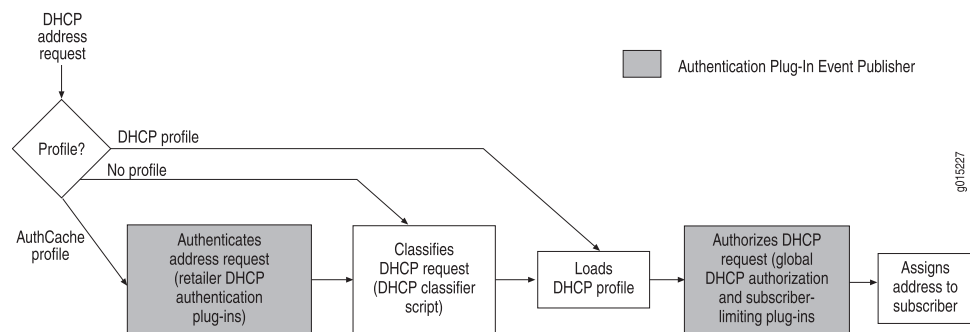 DHCP
address
request
Authentication Plug-In Event Publisher
Profile?
DHCP profile
No profile
g015227
AuthCache
profile
Authenticates
address request
(retailer DHCP
authentication
plug-ins)
Classifies
DHCP request
(DHCP classifier
script)
Loads
DHCP profile
Authorizes DHCP
request (global
DHCP authorization
and subscriber-
limiting plug-ins
Assigns
address to
subscriber